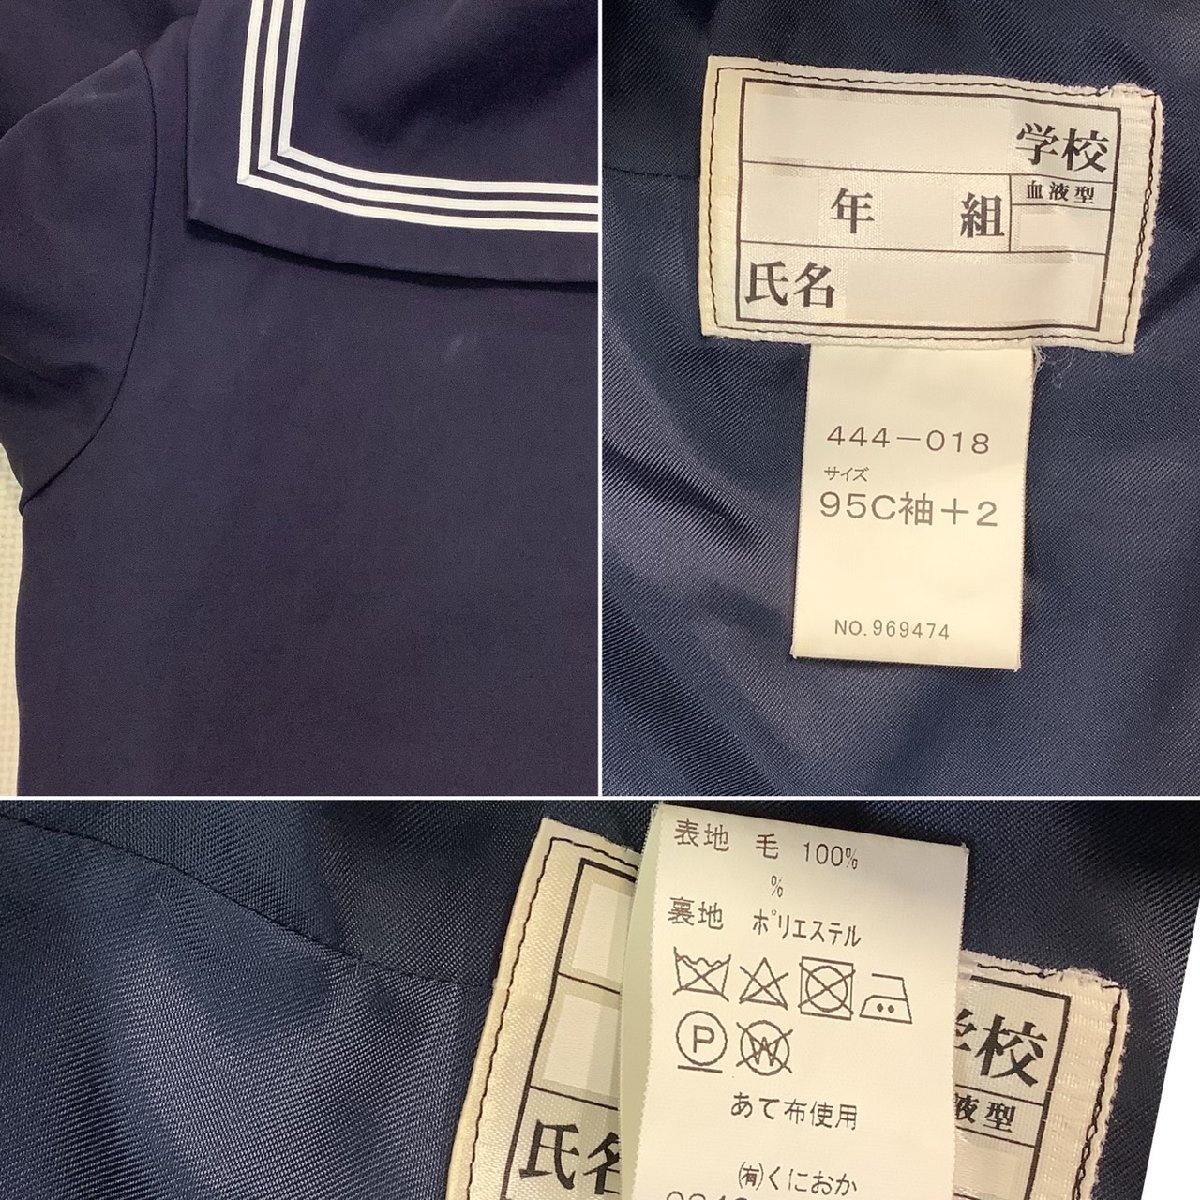 学校
年 組 血液型
氏名
444-018
サイズ
95C袖+2
NO.969474
表地 毛 100%
%
裏地 ポリエステル
P W
あて布使用
(有)くにおか
学校
液型
氏名